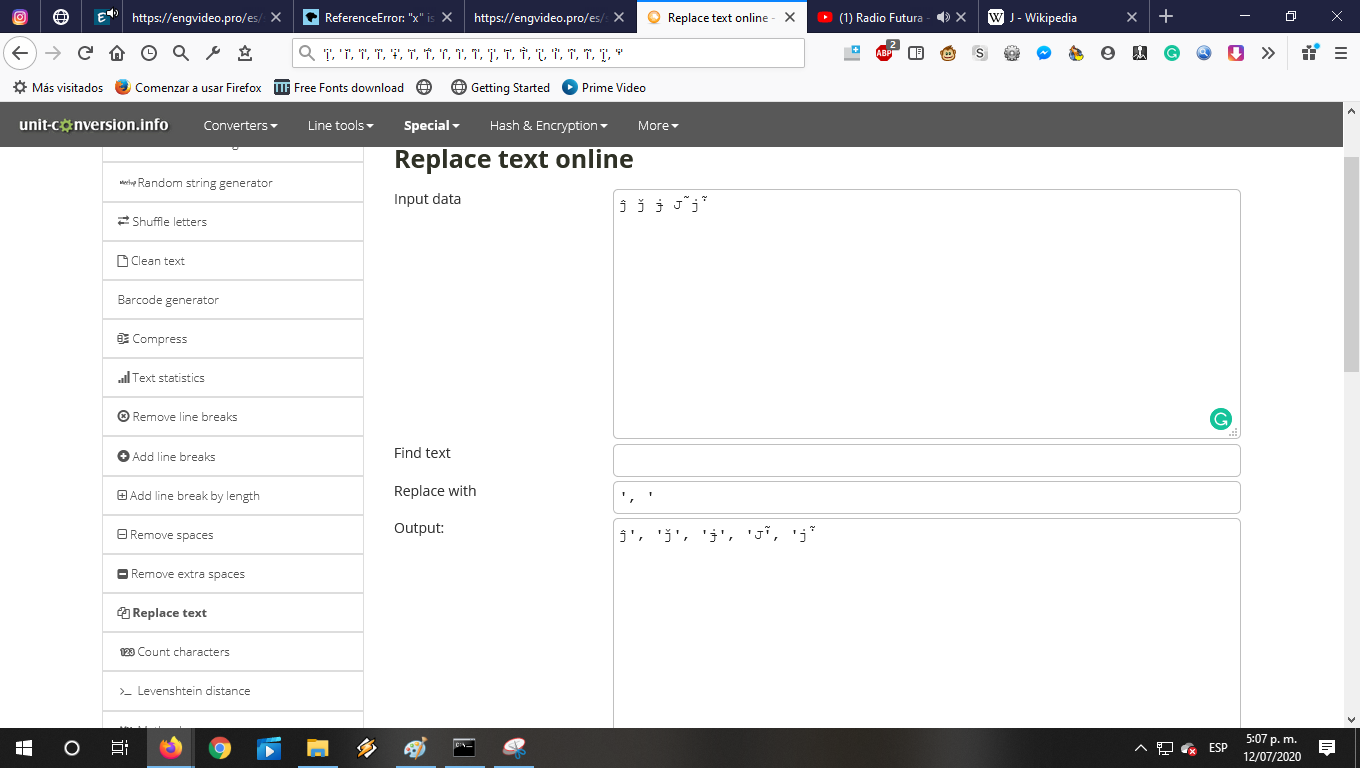 https://engvideo.pro/es/
ReferenceError: "x" is
https://engvideo.pro/es/
Replace text online -
(1) Radio Futura -
J - Wikipedia
2
Más visitados
Comenzar a usar Firefox
Free Fonts download
Getting Started
Prime Video
unit-conversion.info
Converters
Line tools
Special
Hash & Encryption
More
Random string generator
Shuffle letters
Clean text
Barcode generator
Compress
Text statistics
Remove line breaks
Add line breaks
Add line break by length
Remove spaces
Remove extra spaces
Replace text
Count characters
Levenshtein distance
Replace text online
Input data
ĵ ǰ ɉ J̃ j̇̃
Find text
Replace with
', '
Output:
ĵ', 'ǰ', 'ɉ', 'J̃', 'j̇̃
ESP
5:07 p. m.
12/07/2020